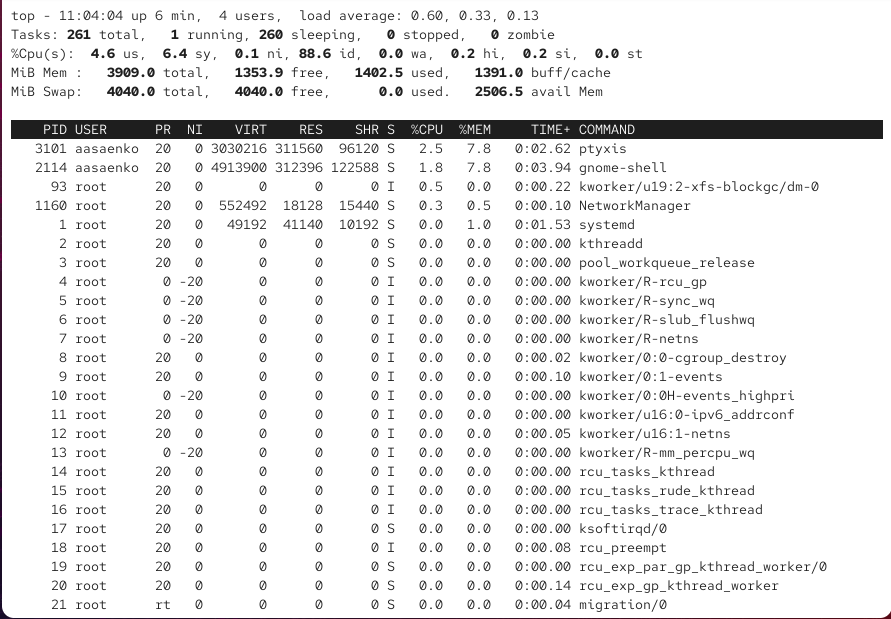 top - 11:04:04 up 6 min,  4 users,  load average: 0.60, 0.33, 0.13
Tasks: 261 total,   1 running, 260 sleeping,   0 stopped,   0 zombie
%Cpu(s):  4.6 us,  6.4 sy,  0.1 ni, 88.6 id,  0.0 wa,  0.2 hi,  0.2 si,  0.0 st
MiB Mem :   3909.0 total,   1353.9 free,   1402.5 used,   1391.0 buff/cache
MiB Swap:   4040.0 total,   4040.0 free,      0.0 used.   2506.5 avail Mem
PID USER      PR  NI    VIRT    RES    SHR S  %CPU  %MEM     TIME+ COMMAND
3101 aasaenko  20   0 3030216 311560  96120 S   2.5   7.8   0:02.62 ptyxis
2114 aasaenko  20   0 4913900 312396 122588 S   1.8   7.8   0:03.94 gnome-shell
93 root      20   0       0      0      0 I   0.5   0.0   0:00.22 kworker/u19:2-xfs-blockgc/dm-0
1160 root      20   0  552492  18128  15440 S   0.3   0.5   0:00.10 NetworkManager
1 root      20   0   49192  41140  10192 S   0.0   1.0   0:01.53 systemd
2 root      20   0       0      0      0 S   0.0   0.0   0:00.00 kthreadd
3 root      20   0       0      0      0 S   0.0   0.0   0:00.00 pool_workqueue_release
4 root       0 -20       0      0      0 I   0.0   0.0   0:00.00 kworker/R-rcu_gp
5 root       0 -20       0      0      0 I   0.0   0.0   0:00.00 kworker/R-sync_wq
6 root       0 -20       0      0      0 I   0.0   0.0   0:00.00 kworker/R-slub_flushwq
7 root       0 -20       0      0      0 I   0.0   0.0   0:00.00 kworker/R-netns
8 root      20   0       0      0      0 I   0.0   0.0   0:00.02 kworker/0:0-cgroup_destroy
9 root      20   0       0      0      0 I   0.0   0.0   0:00.10 kworker/0:1-events
10 root       0 -20       0      0      0 I   0.0   0.0   0:00.00 kworker/0:0H-events_highpri
11 root      20   0       0      0      0 I   0.0   0.0   0:00.00 kworker/u16:0-ipv6_addrconf
12 root      20   0       0      0      0 I   0.0   0.0   0:00.05 kworker/u16:1-netns
13 root       0 -20       0      0      0 I   0.0   0.0   0:00.00 kworker/R-mm_percpu_wq
14 root      20   0       0      0      0 I   0.0   0.0   0:00.00 rcu_tasks_kthread
15 root      20   0       0      0      0 I   0.0   0.0   0:00.00 rcu_tasks_rude_kthread
16 root      20   0       0      0      0 I   0.0   0.0   0:00.00 rcu_tasks_trace_kthread
17 root      20   0       0      0      0 S   0.0   0.0   0:00.00 ksoftirqd/0
18 root      20   0       0      0      0 I   0.0   0.0   0:00.08 rcu_preempt
19 root      20   0       0      0      0 S   0.0   0.0   0:00.00 rcu_exp_par_gp_kthread_worker/0
20 root      20   0       0      0      0 S   0.0   0.0   0:00.14 rcu_exp_gp_kthread_worker
21 root      rt   0       0      0      0 S   0.0   0.0   0:00.04 migration/0